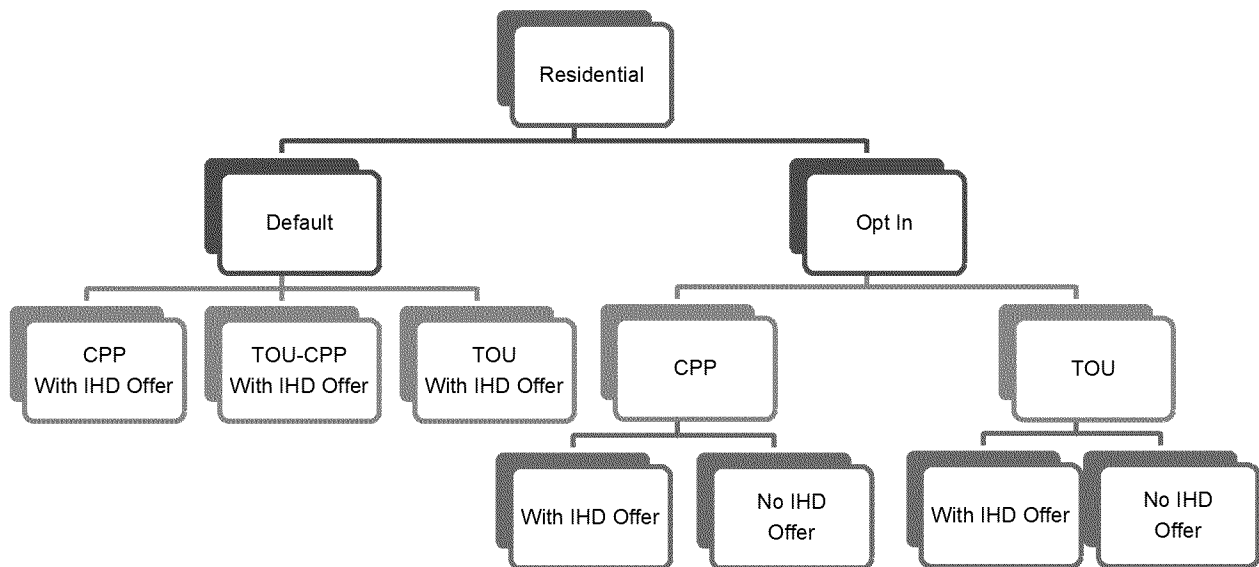 Residential
Default
Opt In
CPP
With IHD Offer
TOU-CPP
With IHD Offer
TOU
With IHD Offer
CPP
TOU
With IHD Offer
No IHD
Offer
With IHD Offer
No IHD
Offer